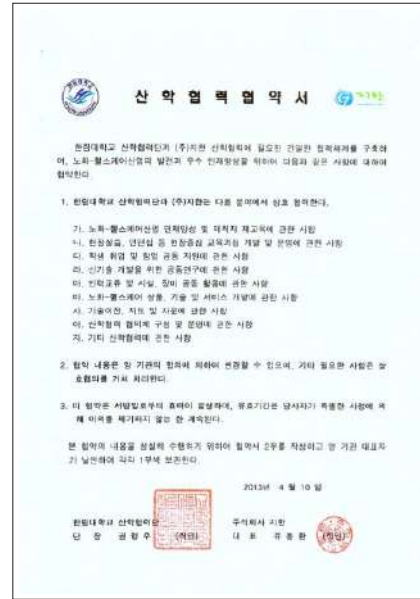 한림대학교
산 학 협 력 협 약 서
한림대학교 산학협력단과 (주)지한 산학협력에 필요한 긴밀한 협력체계를 구축하
여, 노화-헬스케어산업의 발전과 우수 인재양성을 위하여 다음과 같은 사항에 대하여
협약한다.
1. 한림대학교 산학협력단과 (주)지한는 다음 분야에서 상호 협력한다.
가. 노화-헬스케어산업 인재양성 및 재직자 재교육에 관한 사항
나. 현장실습, 인턴십 등 현장중심 교육과정 개발 및 운영에 관한 사항
다. 학생 취업 및 창업 공동 지원에 관한 사항
라. 신기술 개발을 위한 공동연구에 관한 사항
마. 인력교류 및 시설, 장비 공동 활용에 관한 사항
바. 노화-헬스케어 상품, 기술 및 서비스 개발에 관한 사항
사. 기술이전, 지도 및 자문에 관한 사항
아. 산학협력 협의체 구성 및 운영에 관한 사항
자. 기타 산학협력에 관한 사항
2. 협약 내용은 양 기관의 합의에 의하여 변경할 수 있으며, 기타 필요한 사항은 상
호협의를 거쳐 처리한다.
3. 이 협약은 서명일로부터 효력이 발생하며, 유효기간은 당사자가 특별한 사정에 의
해 이의를 제기하지 않는 한 계속된다.
본 협약의 내용을 성실히 수행하기 위하여 협약서 2부를 작성하고 양 기관 대표자
가 날인하여 각각 1부씩 보관한다.
2013년 4 월 10 일
한림대학교 산학협력단 주식회사 지한
단 장 (직인) 대 표 유 종 환 (직인)